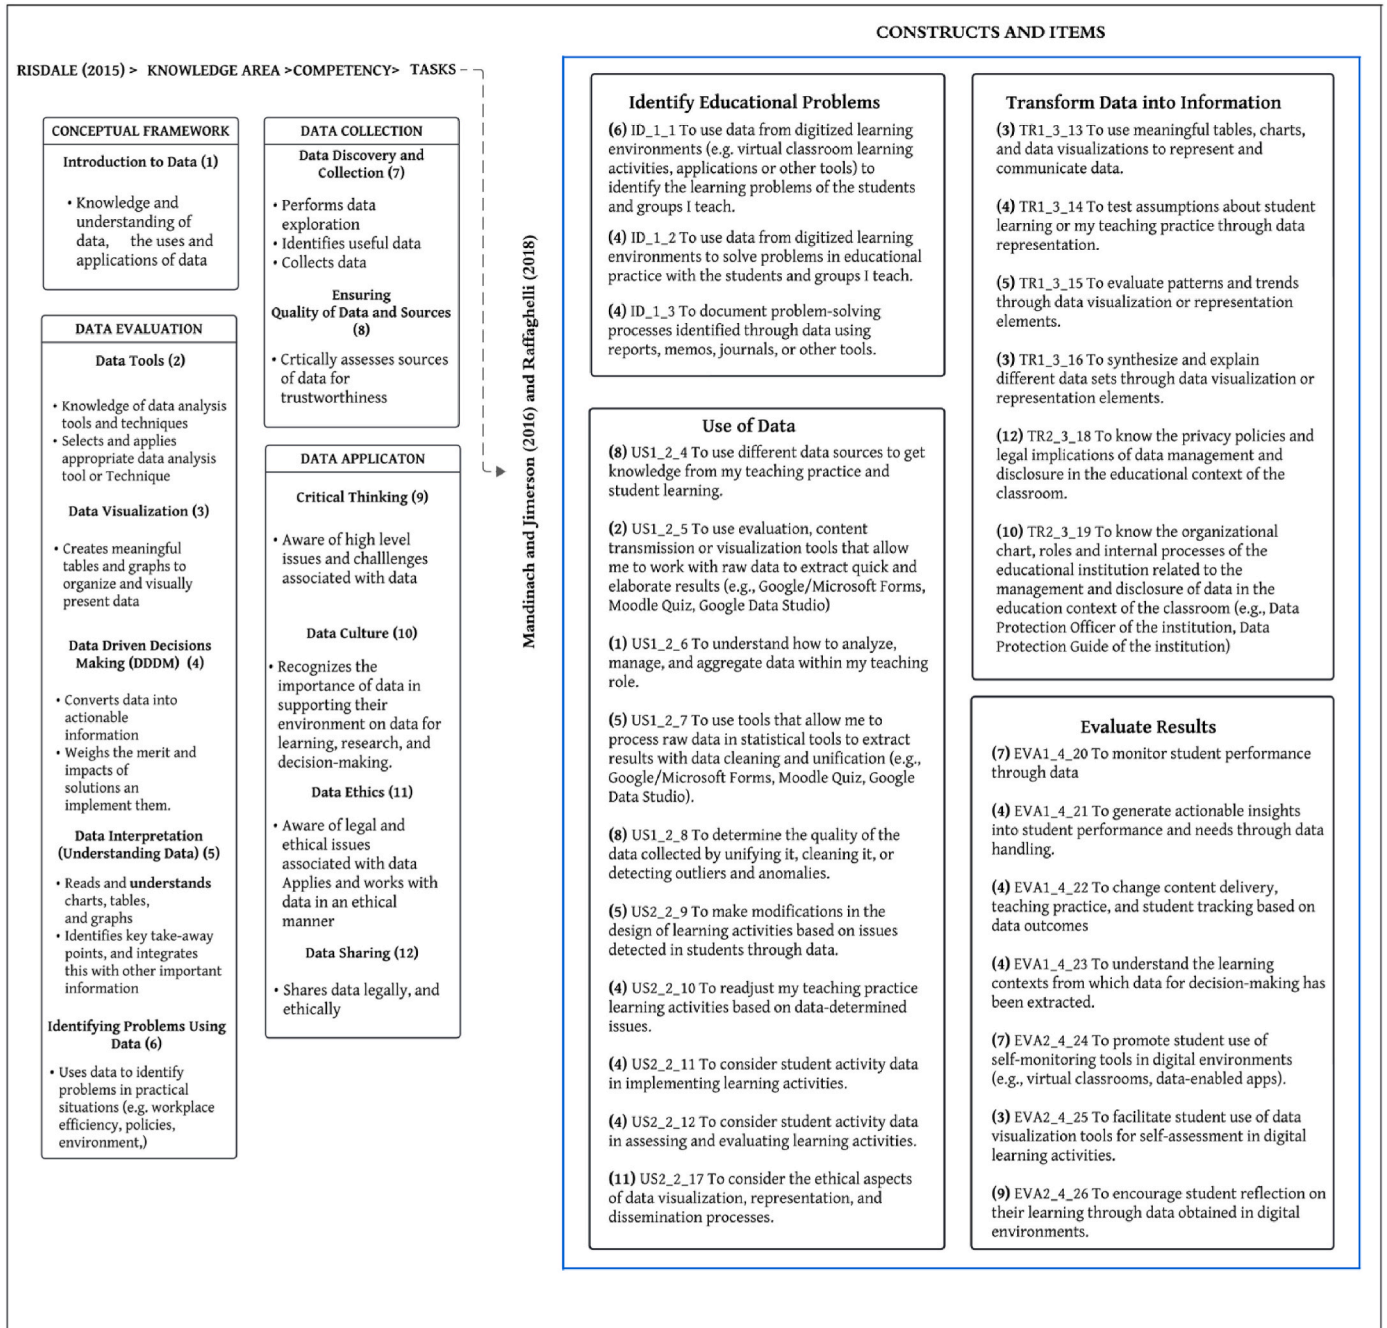 CONSTRUCTS AND ITEMS
RISDALE (2015) > KNOWLEDGE AREA >COMPETENCY> TASKS
CONCEPTUAL FRAMEWORK
Introduction to Data (1)
• Knowledge and
understanding of
data, the uses and
applications of data
DATA EVALUATION
Data Tools (2)
• Knowledge of data analysis
tools and techniques
• Selects and applies
appropriate data analysis
tool or Technique
Data Visualization (3)
• Creates meaningful
tables and graphs to
organize and visually
present data
Data Driven Decisions
Making (DDDM) (4)
• Converts data into
actionable
information
• Weighs the merit and
impacts of
solutions an
implement them.
Data Interpretation
(Understanding Data) (5)
• Reads and understands
charts, tables,
and graphs
• Identifies key take-away
points, and integrates
this with other important
information
Identifying Problems Using
Data (6)
• Uses data to identify
problems in practical
situations (e.g. workplace
efficiency, policies,
environment,)
DATA COLLECTION
Data Discovery and
Collection (7)
• Performs data
exploration
• Identifies useful data
• Collects data
Ensuring
Quality of Data and Sources
(8)
• Crtically assesses sources
of data for
trustworthiness
DATA APPLICATON
Critical Thinking (9)
• Aware of high level
issues and challlenges
associated with data
Data Culture (10)
• Recognizes the
importance of data in
supporting their
environment on data for
learning, research, and
decision-making.
Data Ethics (11)
• Aware of legal and
ethical issues
associated with data
Applies and works with
data in an ethical
manner
Data Sharing (12)
• Shares data legally, and
ethically
Mandinach and Jimerson (2016) and Raffaghelli (2018)
Identify Educational Problems
(6) ID_1_1 To use data from digitized learning
environments (e.g. virtual classroom learning
activities, applications or other tools) to
identify the learning problems of the students
and groups I teach.
(4) ID_1_2 To use data from digitized learning
environments to solve problems in educational
practice with the students and groups I teach.
(4) ID_1_3 To document problem-solving
processes identified through data using
reports, memos, journals, or other tools.
Use of Data
(8) US1_2_4 To use different data sources to get
knowledge from my teaching practice and
student learning.
(2) US1_2_5 To use evaluation, content
transmission or visualization tools that allow
me to work with raw data to extract quick and
elaborate results (e.g., Google/Microsoft Forms,
Moodle Quiz, Google Data Studio)
(1) US1_2_6 To understand how to analyze,
manage, and aggregate data within my teaching
role.
(5) US1_2_7 To use tools that allow me to
process raw data in statistical tools to extract
results with data cleaning and unification (e.g.,
Google/Microsoft Forms, Moodle Quiz, Google
Data Studio).
(8) US1_2_8 To determine the quality of the
data collected by unifying it, cleaning it, or
detecting outliers and anomalies.
(5) US2_2_9 To make modifications in the
design of learning activities based on issues
detected in students through data.
(4) US2_2_10 To readjust my teaching practice
learning activities based on data-determined
issues.
(4) US2_2_11 To consider student activity data
in implementing learning activities.
(4) US2_2_12 To consider student activity data
in assessing and evaluating learning activities.
(11) US2_2_17 To consider the ethical aspects
of data visualization, representation, and
dissemination processes.
Transform Data into Information
(3) TR1_3_13 To use meaningful tables, charts,
and data visualizations to represent and
communicate data.
(4) TR1_3_14 To test assumptions about student
learning or my teaching practice through data
representation.
(5) TR1_3_15 To evaluate patterns and trends
through data visualization or representation
elements.
(3) TR1_3_16 To synthesize and explain
different data sets through data visualization or
representation elements.
(12) TR2_3_18 To know the privacy policies and
legal implications of data management and
disclosure in the educational context of the
classroom.
(10) TR2_3_19 To know the organizational
chart, roles and internal processes of the
educational institution related to the
management and disclosure of data in the
education context of the classroom (e.g., Data
Protection Officer of the institution, Data
Protection Guide of the institution)
Evaluate Results
(7) EVA1_4_20 To monitor student performance
through data
(4) EVA1_4_21 To generate actionable insights
into student performance and needs through data
handling.
(4) EVA1_4_22 To change content delivery,
teaching practice, and student tracking based on
data outcomes
(4) EVA1_4_23 To understand the learning
contexts from which data for decision-making has
been extracted.
(7) EVA2_4_24 To promote student use of
self-monitoring tools in digital environments
(e.g., virtual classrooms, data-enabled apps).
(3) EVA2_4_25 To facilitate student use of data
visualization tools for self-assessment in digital
learning activities.
(9) EVA2_4_26 To encourage student reflection on
their learning through data obtained in digital
environments.